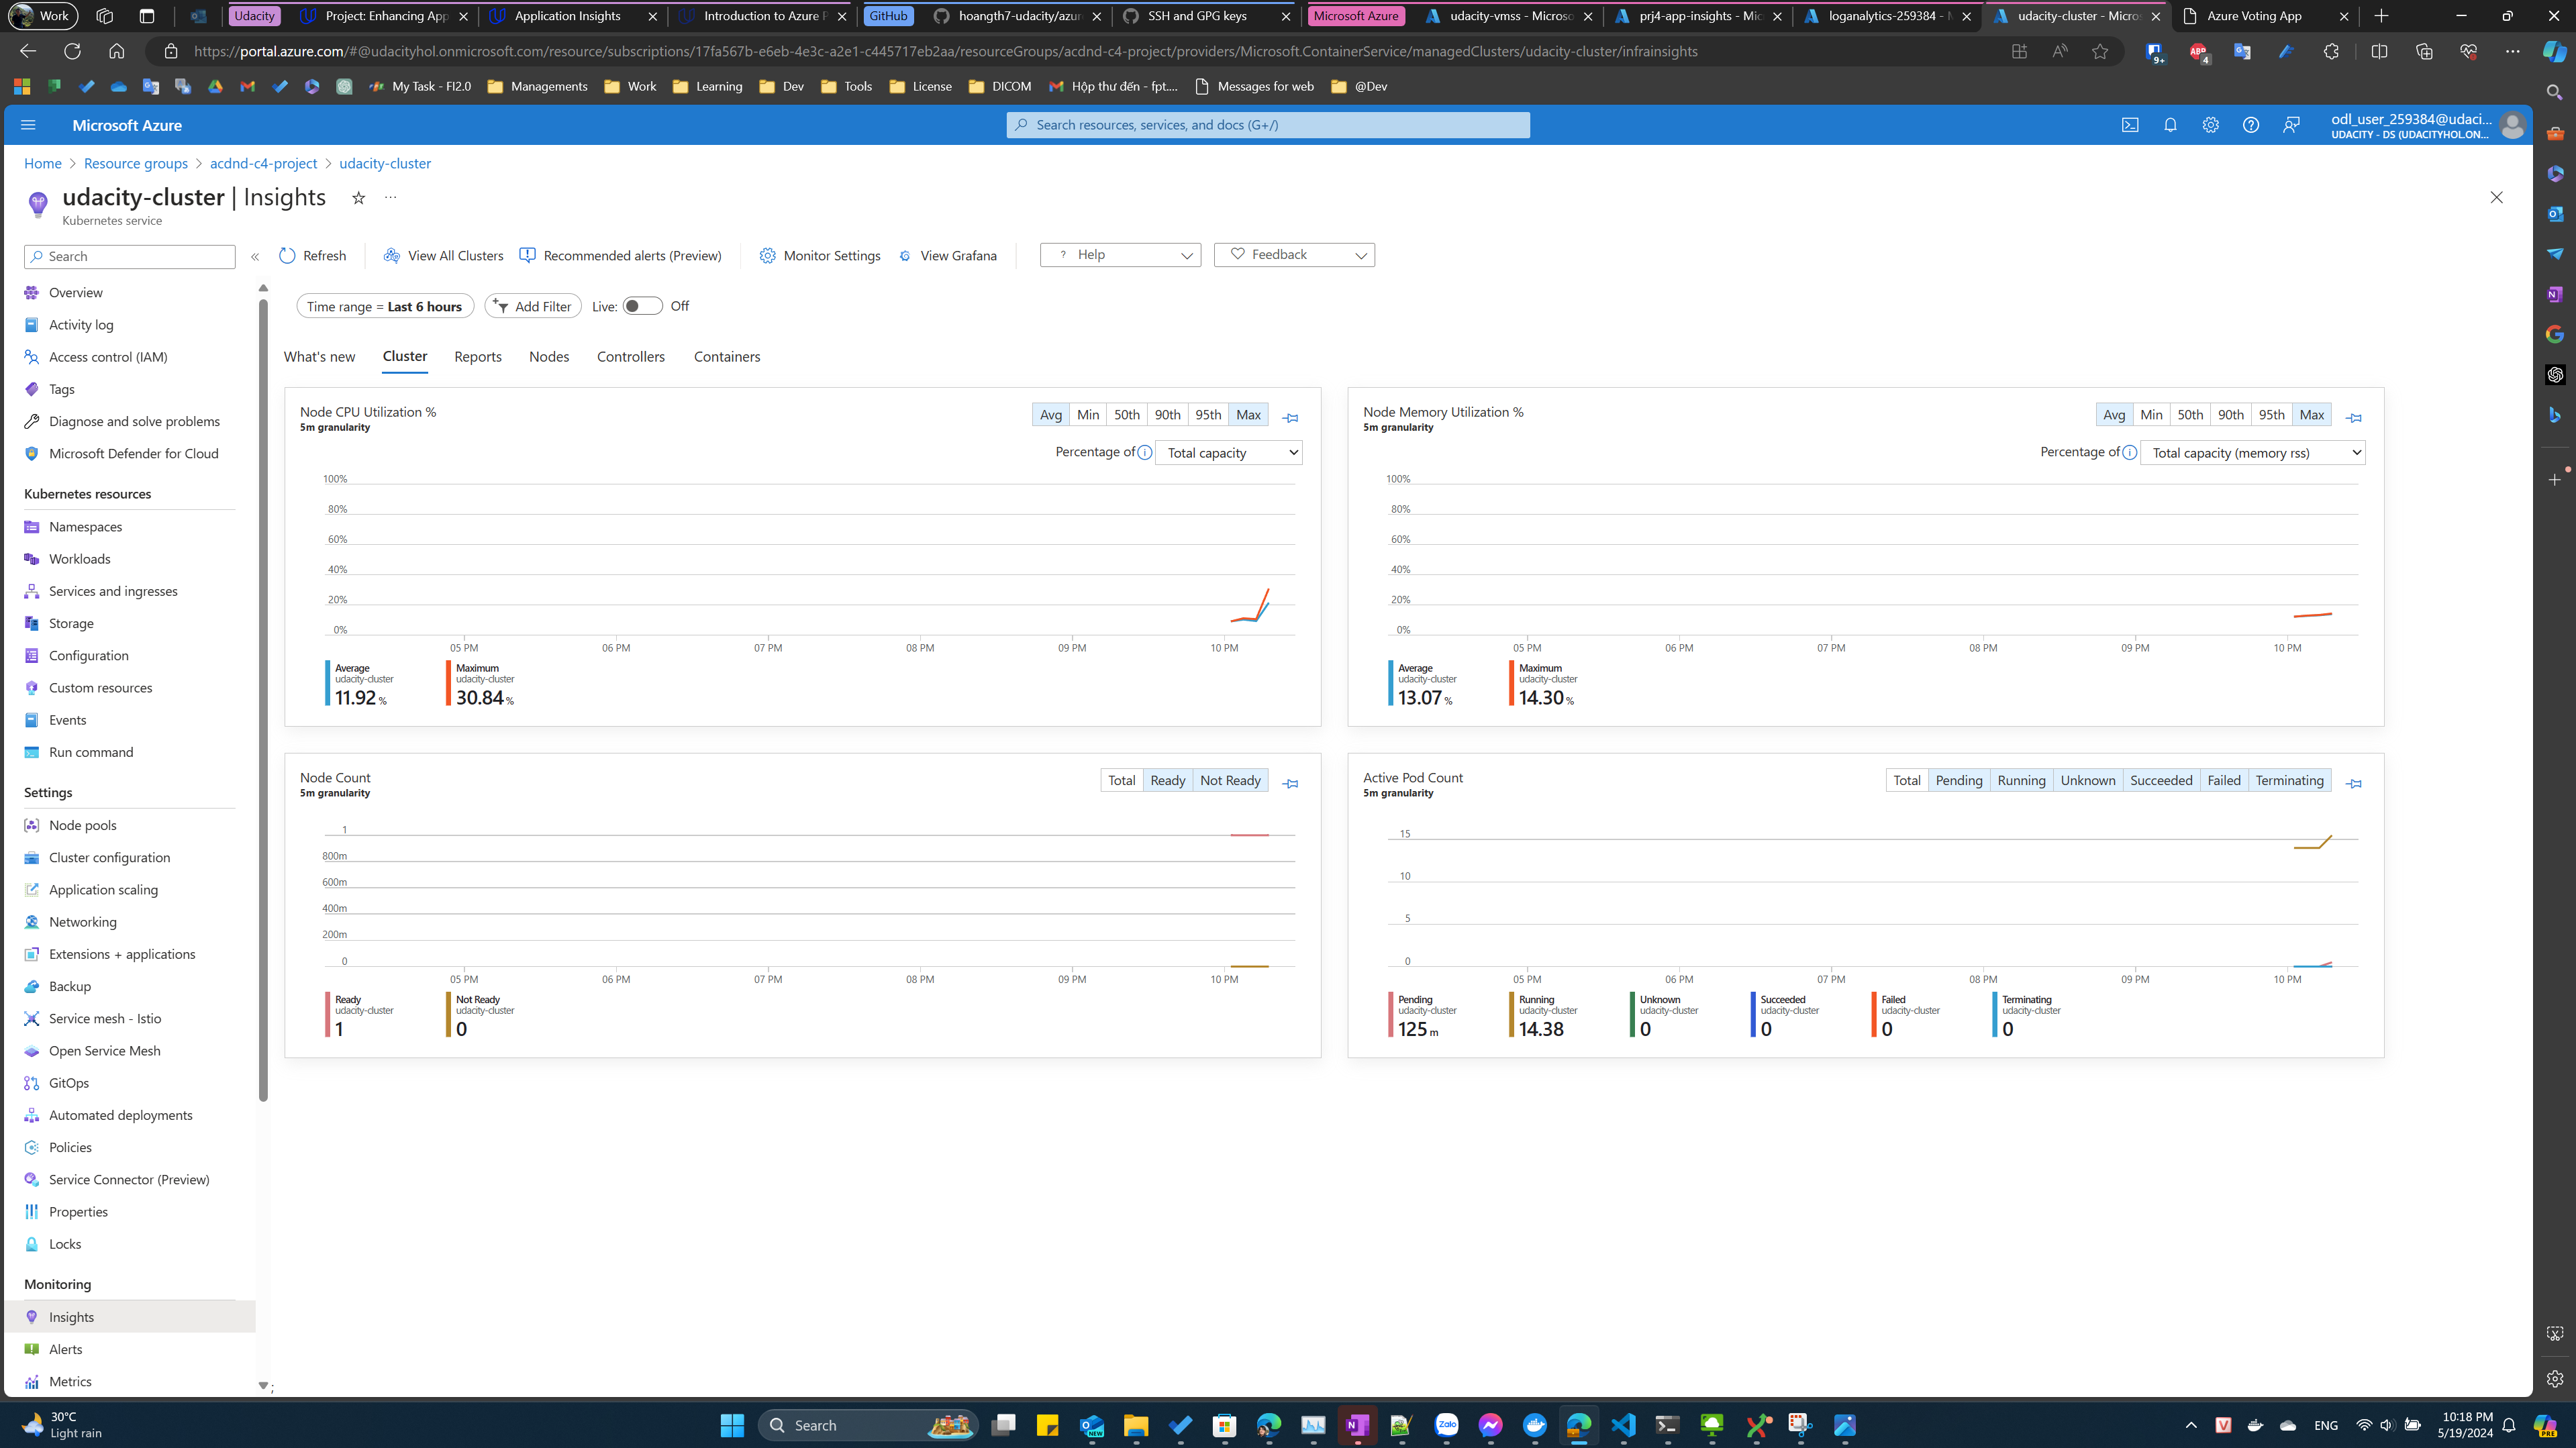 Work
Udacity
Project: Enhancing App
Application Insights
Introduction to Azure P
GitHub
hoangth7-udacity/azur
SSH and GPG keys
Microsoft Azure
udacity-vmss - Microso
prj4-app-insights - Mic
loganalytics-259384 - M
udacity-cluster - Micros
Azure Voting App
https://portal.azure.com/#@udacityhol.onmicrosoft.com/resource/subscriptions/17fa567b-e6eb-4e3c-a2e1-c445717eb2aa/resourceGroups/acdnd-c4-project/providers/Microsoft.ContainerService/managedClusters/udacity-cluster/infrainsights
9+
ABP
4
My Task - FI2.0
Managements
Work
Learning
Dev
Tools
License
DICOM
Hộp thư đến - fpt....
Messages for web
@Dev
Microsoft Azure
Search resources, services, and docs (G+/)
odl_user_259384@udaci...
UDACITY - DS (UDACITYHOL.ON...
Home > Resource groups > acdnd-c4-project > udacity-cluster
udacity-cluster | Insights
Kubernetes service
Search
Refresh
View All Clusters
Recommended alerts (Preview)
Monitor Settings
View Grafana
? Help
Feedback
Overview
Activity log
Access control (IAM)
Tags
Diagnose and solve problems
Microsoft Defender for Cloud
Kubernetes resources
Namespaces
Workloads
Services and ingresses
Storage
Configuration
Custom resources
Events
Run command
Settings
Node pools
Cluster configuration
Application scaling
Networking
Extensions + applications
Backup
Service mesh - Istio
Open Service Mesh
GitOps
Automated deployments
Policies
Service Connector (Preview)
Properties
Locks
Monitoring
Insights
Alerts
Metrics
;
Time range = Last 6 hours
Add Filter
Live: Off
What's new
Cluster
Reports
Nodes
Controllers
Containers
Node CPU Utilization %
5m granularity
Avg Min 50th 90th 95th Max
Percentage of Total capacity
100%
80%
60%
40%
20%
0%
05 PM 06 PM 07 PM 08 PM 09 PM 10 PM
Average
udacity-cluster
11.92 %
Maximum
udacity-cluster
30.84 %
Node Memory Utilization %
5m granularity
Avg Min 50th 90th 95th Max
Percentage of Total capacity (memory rss)
100%
80%
60%
40%
20%
0%
05 PM 06 PM 07 PM 08 PM 09 PM 10 PM
Average
udacity-cluster
13.07 %
Maximum
udacity-cluster
14.30 %
Node Count
5m granularity
Total Ready Not Ready
1
800m
600m
400m
200m
0
05 PM 06 PM 07 PM 08 PM 09 PM 10 PM
Ready
udacity-cluster
1
Not Ready
udacity-cluster
0
Active Pod Count
5m granularity
Total Pending Running Unknown Succeeded Failed Terminating
15
10
5
0
05 PM 06 PM 07 PM 08 PM 09 PM 10 PM
Pending
udacity-cluster
125 m
Running
udacity-cluster
14.38
Unknown
udacity-cluster
0
Succeeded
udacity-cluster
0
Failed
udacity-cluster
0
Terminating
udacity-cluster
0
30°C
Light rain
Search
NEW
Zalo
ENG
10:18 PM
5/19/2024
PRE